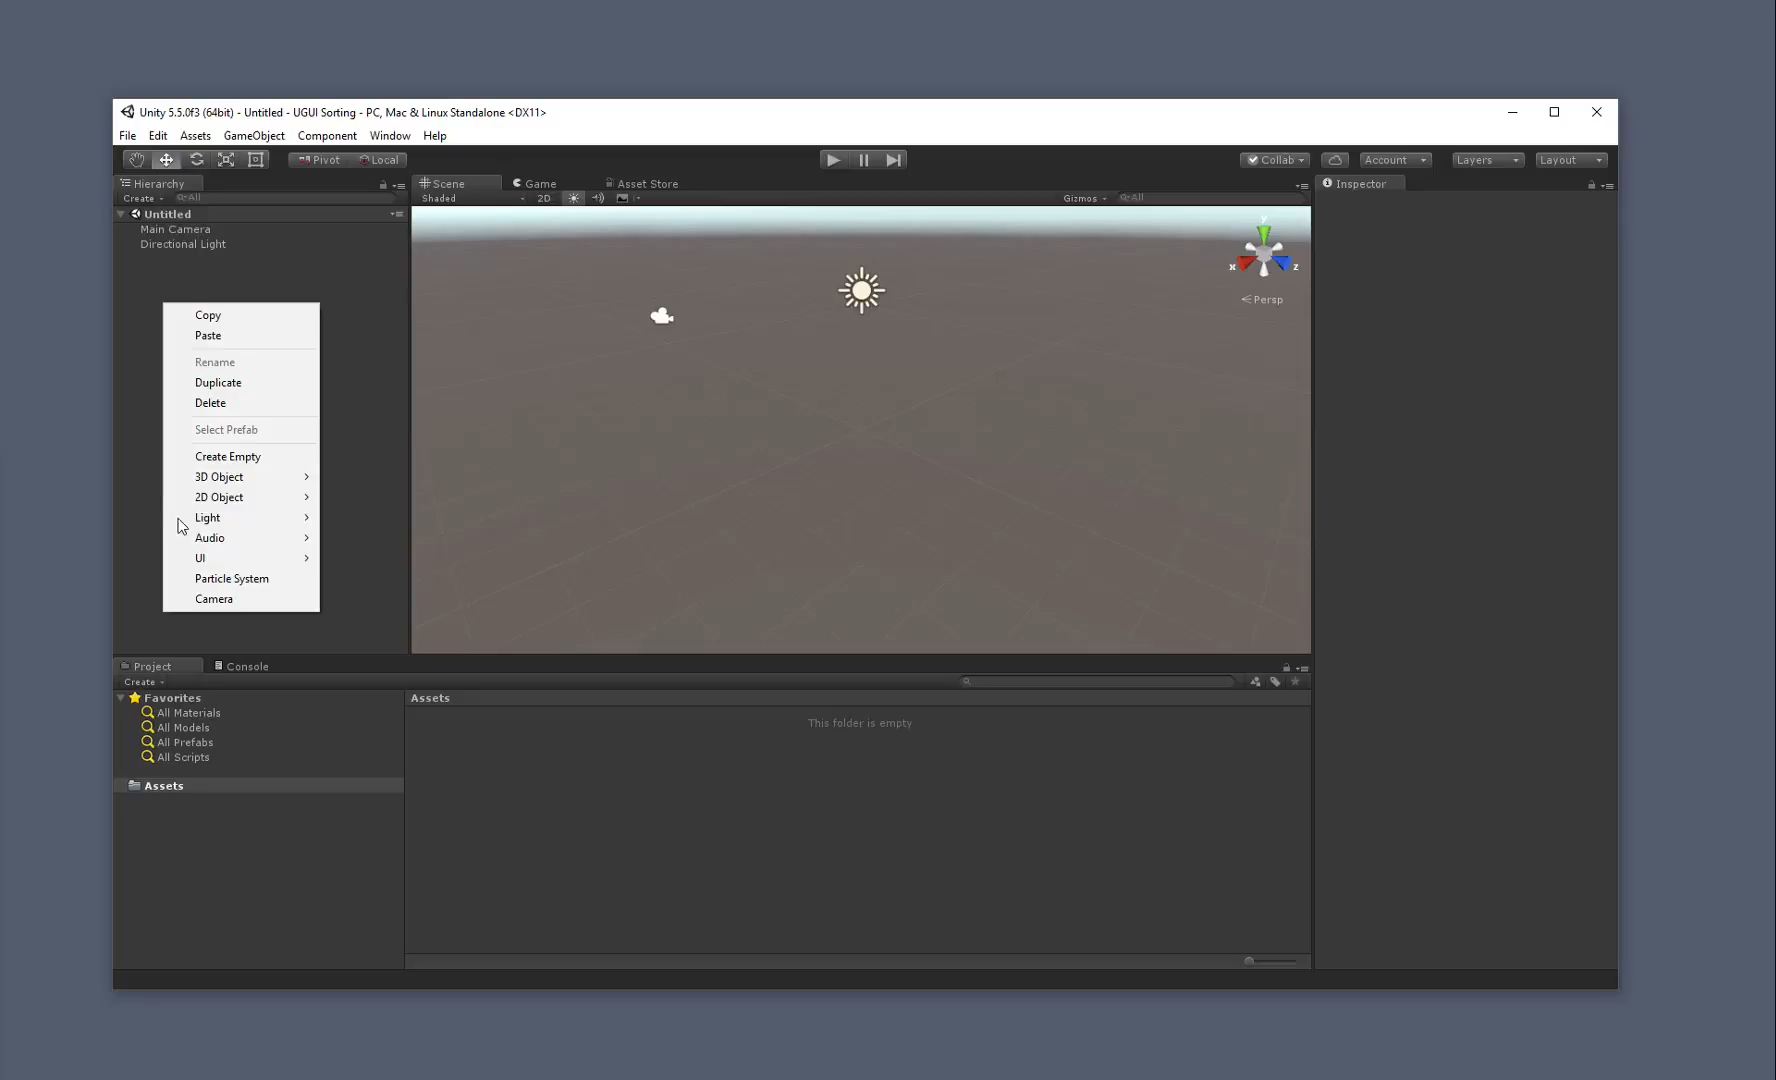 Unity 5.5.0f3 (64bit) - Untitled - UGUI Sorting - PC, Mac & Linux Standalone <DX11>
File Edit Assets GameObject Component Window Help
Pivot Local Collab Account Layers Layout
Hierarchy
Create All
Untitled
Main Camera
Directional Light
Copy
Paste
Rename
Duplicate
Delete
Select Prefab
Create Empty
3D Object
2D Object
Light
Audio
UI
Particle System
Camera
Scene Game Asset Store
Shaded 2D Gizmos All
y
x z
Persp
Inspector
Project Console
Create
Favorites
All Materials
All Models
All Prefabs
All Scripts
Assets
Assets
This folder is empty